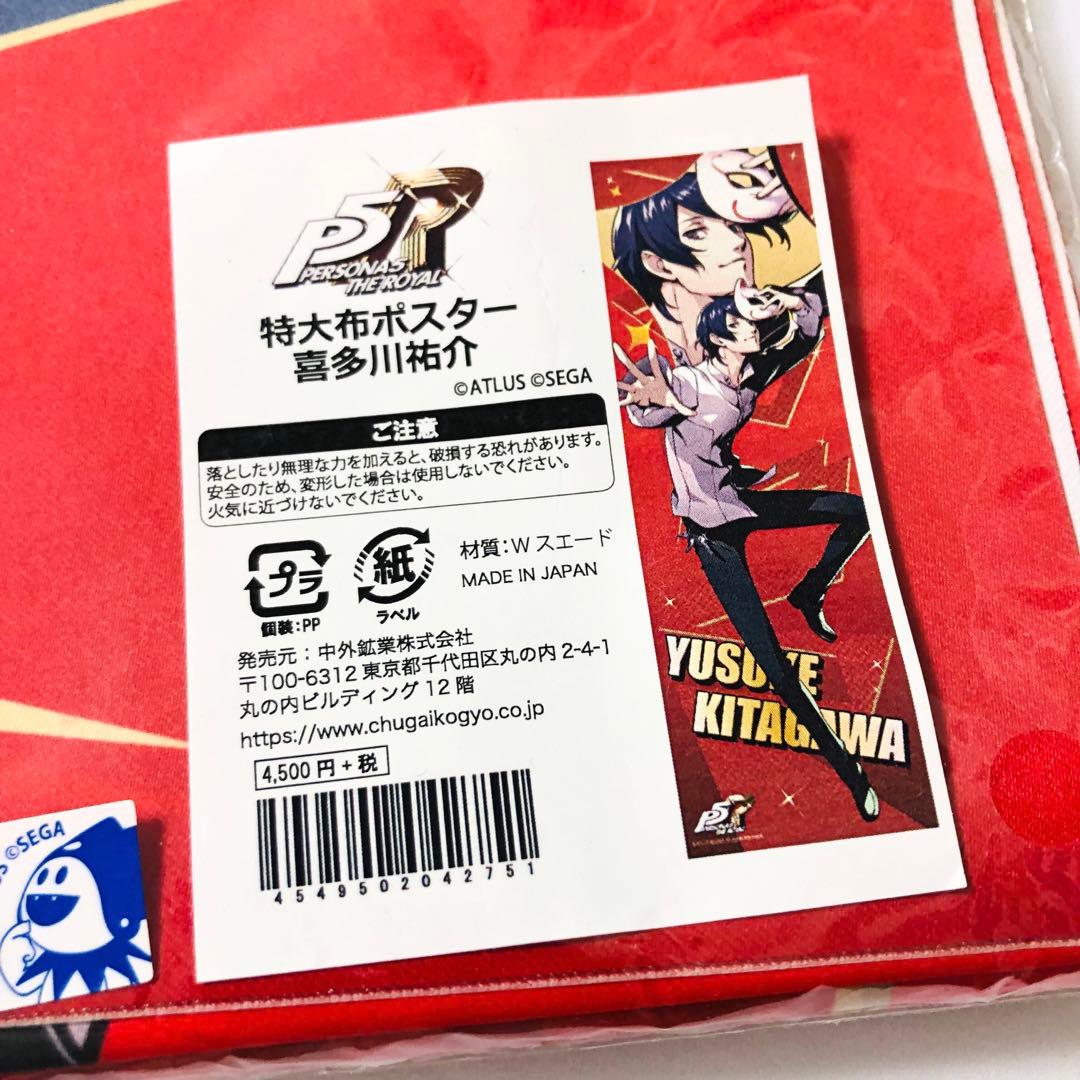 P5R
PERSONA5
THE ROYAL
特大布ポスター
喜多川祐介
©ATLUS ©SEGA
ご注意
落としたり無理な力を加えると、破損する恐れがあります。
安全のため、変形した場合は使用しないでください。
火気に近づけないでください。
プラ
個装:PP
紙
ラベル
材質:W スエード
MADE IN JAPAN
発売元:中外鉱業株式会社
〒100-6312 東京都千代田区丸の内 2-4-1
丸の内ビルディング 12 階
https://www.chugaikogyo.co.jp
4,500 円+税
4549502042751
YUSUKE
KITAGAWA
P5R
PERSONA5
THE ROYAL
©SEGA